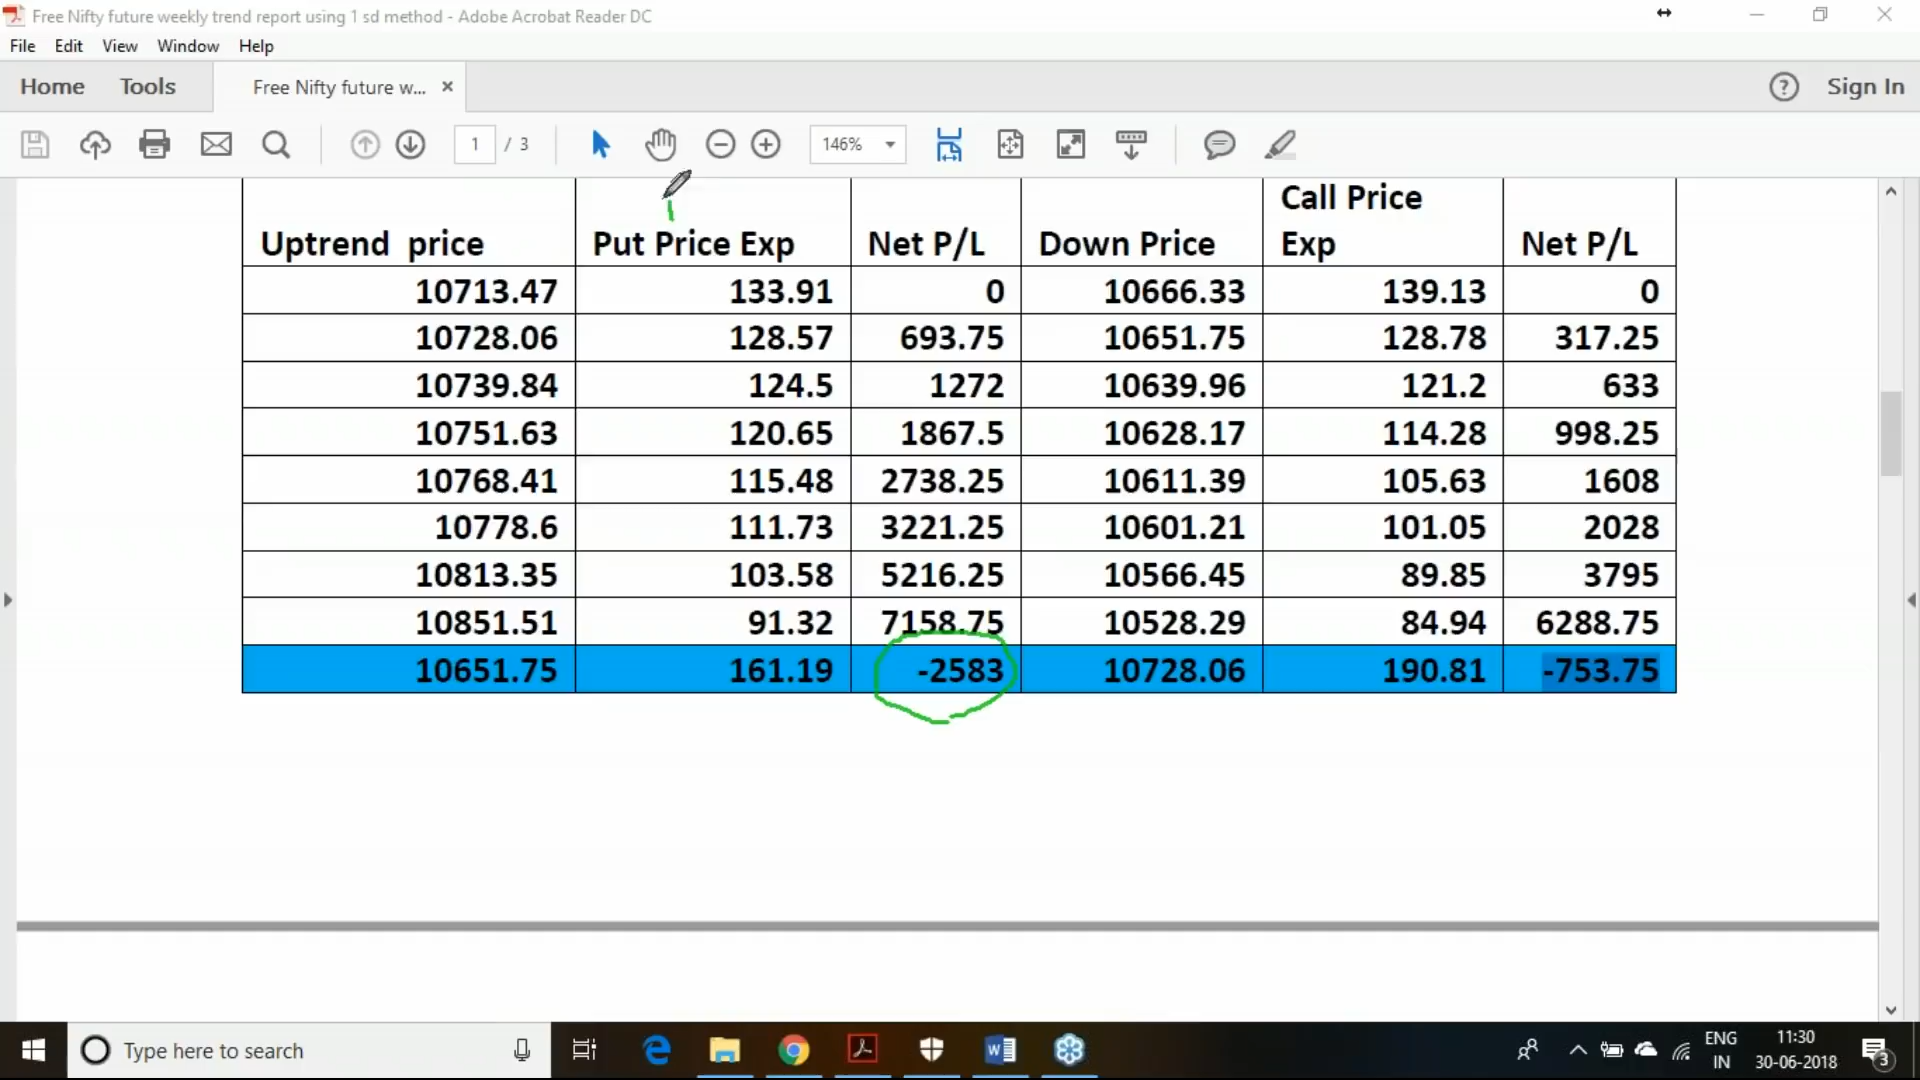 Free Nifty future weekly trend report using 1 sd method - Adobe Acrobat Reader DC
File Edit View Window Help
Home Tools Free Nifty future w... × Sign In
1 / 3 146%
Uptrend price Put Price Exp Net P/L Down Price Call Price Exp Net P/L
10713.47 133.91 0 10666.33 139.13 0
10728.06 128.57 693.75 10651.75 128.78 317.25
10739.84 124.5 1272 10639.96 121.2 633
10751.63 120.65 1867.5 10628.17 114.28 998.25
10768.41 115.48 2738.25 10611.39 105.63 1608
10778.6 111.73 3221.25 10601.21 101.05 2028
10813.35 103.58 5216.25 10566.45 89.85 3795
10851.51 91.32 7158.75 10528.29 84.94 6288.75
10651.75 161.19 -2583 10728.06 190.81 -753.75
Type here to search ENG 11:30
IN 30-06-2018 3